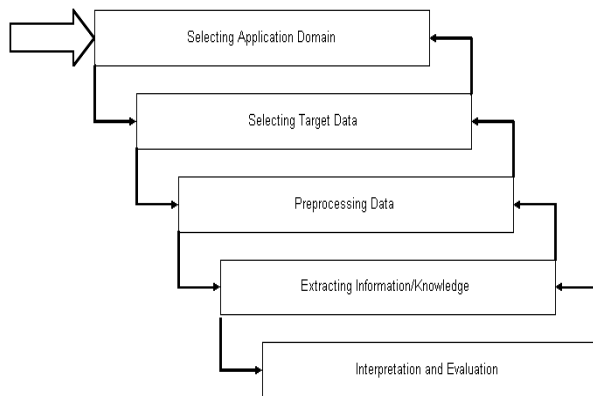 Selecting Application Domain
Selecting Target Data
Preprocessing Data
Extracting Information/Knowledge
Interpretation and Evaluation